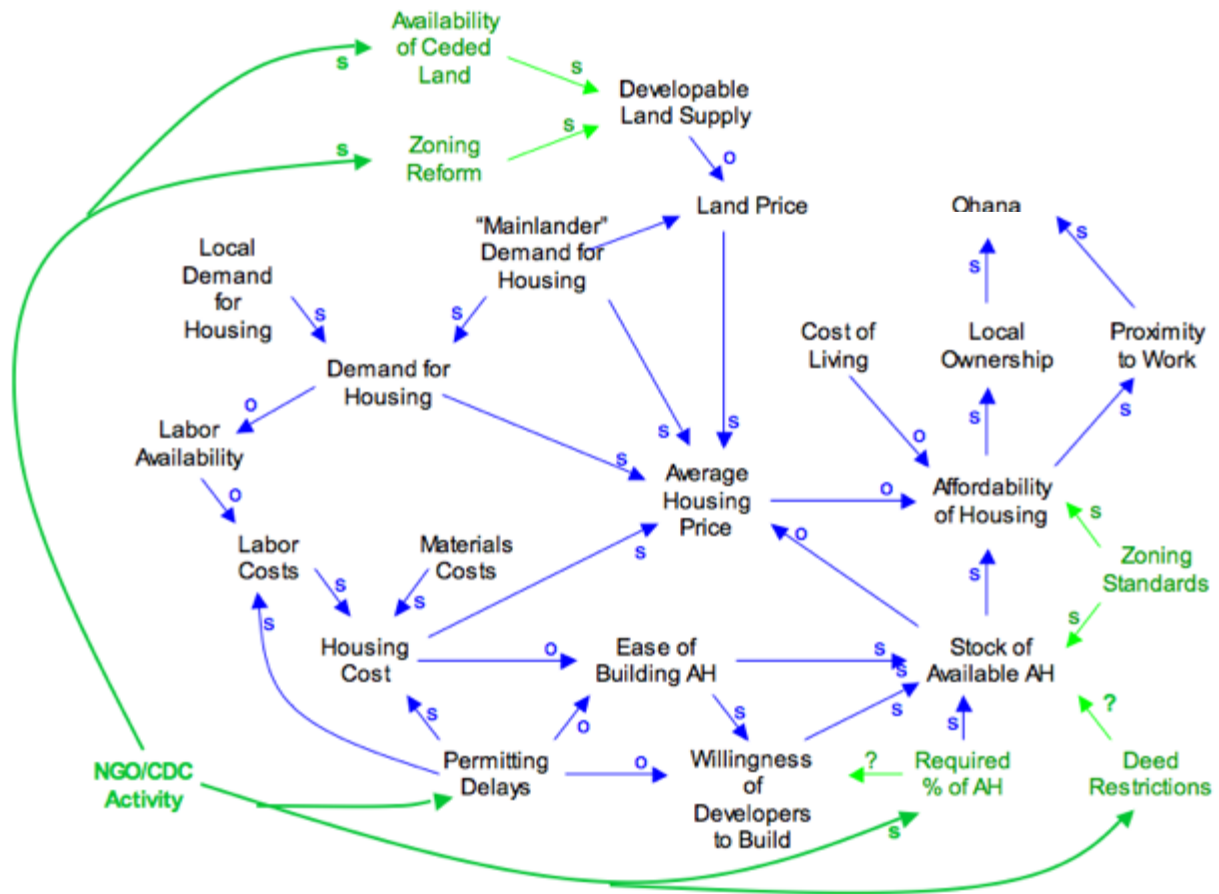 Availability
of Ceded
Land
s
s
Developable
Land Supply
s
s
Zoning
Reform
o
Land Price
Ohana
"Mainlander"
Demand for
Housing
Local
Demand
for
Housing
s
s
s
s
Cost of
Living
Local
Ownership
Proximity
to Work
Demand for
Housing
o
s
s
s
s
s
o
Labor
Availability
s
Average
Housing
Price
o
Affordability
of Housing
o
o
s
Labor
Costs
Materials
Costs
s
s
s
s
Zoning
Standards
s
s
Housing
Cost
o
Ease of
Building AH
s
s
Stock of
Available AH
s
s
o
s
s
s
?
Permitting
Delays
o
Willingness
of
Developers
to Build
?
Required
% of AH
Deed
Restrictions
NGO/CDC
Activity
s